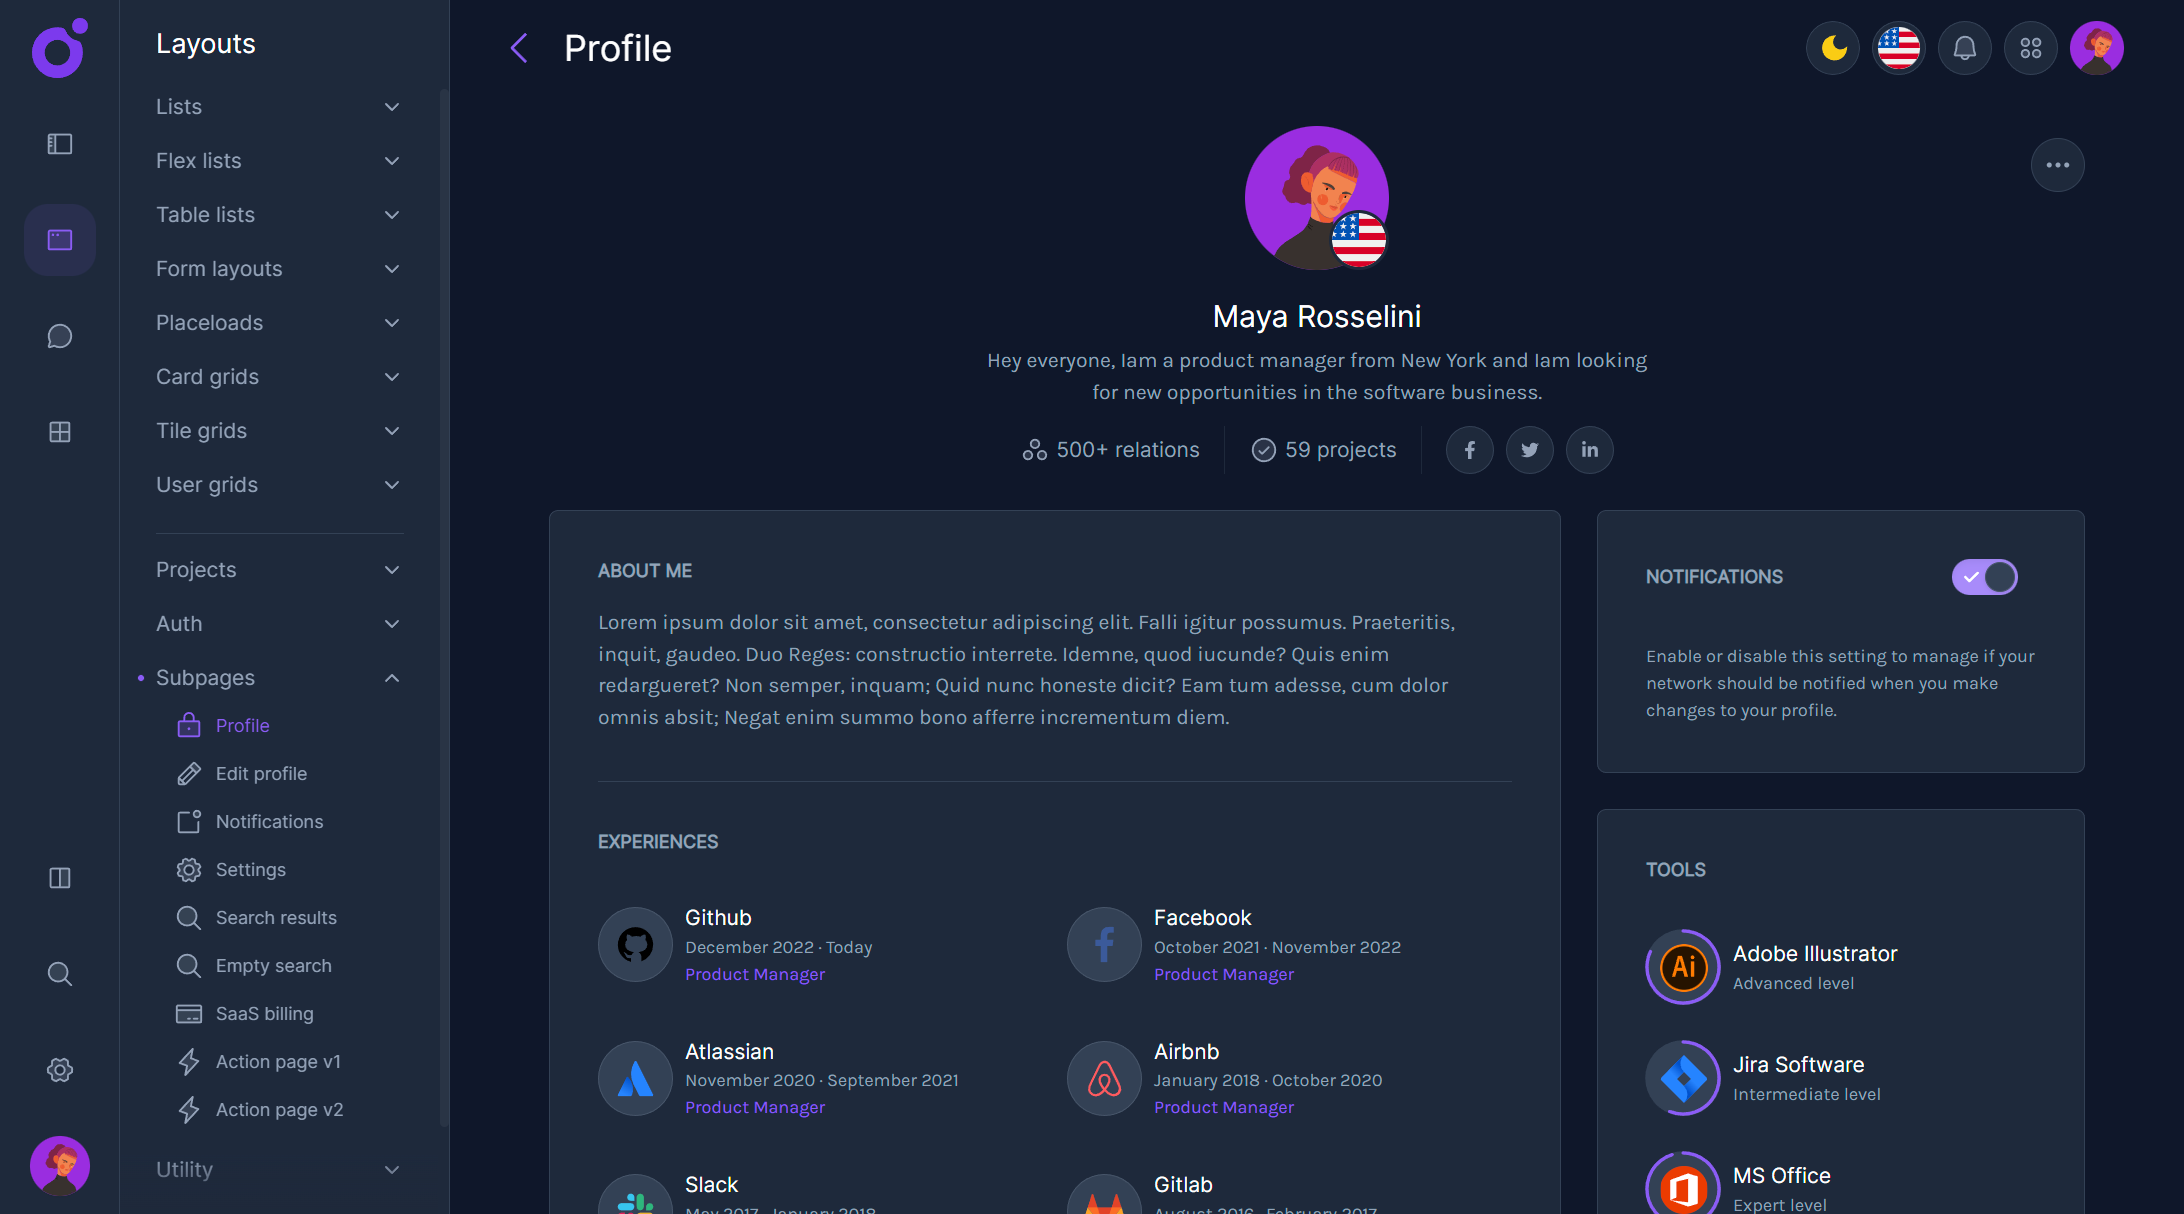 Layouts
Lists
Flex lists
Table lists
Form layouts
Placeloads
Card grids
Tile grids
User grids
Projects
Auth
Subpages
Profile
Edit profile
Notifications
Settings
Search results
Empty search
SaaS billing
Action page v1
Action page v2
Utility
Profile
Maya Rosselini
Hey everyone, Iam a product manager from New York and Iam looking
for new opportunities in the software business.
500+ relations
59 projects
ABOUT ME
Lorem ipsum dolor sit amet, consectetur adipiscing elit. Falli igitur possumus. Praeteritis,
inquit, gaudeo. Duo Reges: constructio interrete. Idemne, quod iucunde? Quis enim
redargueret? Non semper, inquam; Quid nunc honeste dicit? Eam tum adesse, cum dolor
omnis absit; Negat enim summo bono afferre incrementum diem.
EXPERIENCES
Github
December 2022 · Today
Product Manager
Facebook
October 2021 · November 2022
Product Manager
Atlassian
November 2020 · September 2021
Product Manager
Airbnb
January 2018 · October 2020
Product Manager
Slack
May 2017 · January 2018
Gitlab
August 2016 · February 2017
NOTIFICATIONS
Enable or disable this setting to manage if your
network should be notified when you make
changes to your profile.
TOOLS
Ai
Adobe Illustrator
Advanced level
Jira Software
Intermediate level
MS Office
Expert level